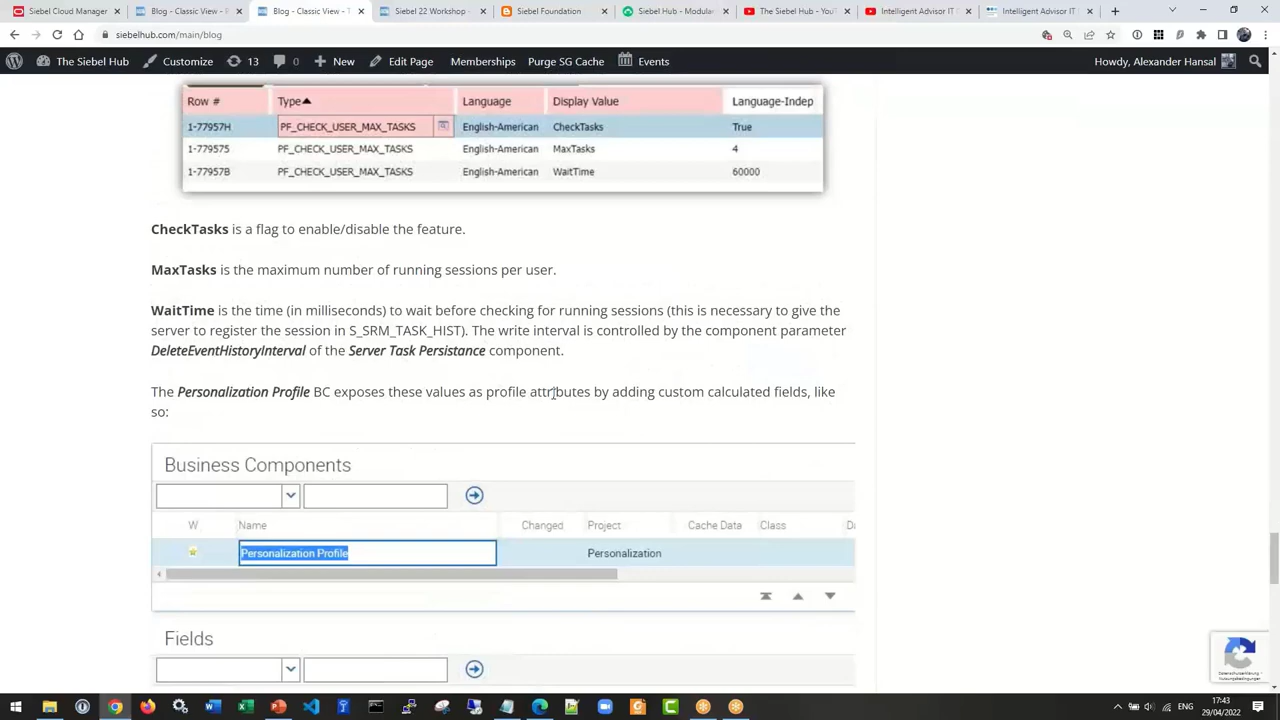 Siebel Cloud Manage
Blog - Classic View - R
Blog - Classic View - T
Siebel 22 Workshop -
Siebel Foundation
Siebel Hub - Modular
The Siebel Hub - YouT
Intelligent Advisor IT
Intelligent Advisor IT
siebelhub.com/main/blog
The Siebel Hub
Customize
13
0
New
Edit Page
Memberships
Purge SG Cache
Events
Howdy, Alexander Hansal
Row # Type Language Display Value Language-Indep
1-77957H PF_CHECK_USER_MAX_TASKS English-American CheckTasks True
1-779575 PF_CHECK_USER_MAX_TASKS English-American MaxTasks 4
1-77957B PF_CHECK_USER_MAX_TASKS English-American WaitTime 60000
CheckTasks is a flag to enable/disable the feature.
MaxTasks is the maximum number of running sessions per user.
WaitTime is the time (in milliseconds) to wait before checking for running sessions (this is necessary to give the
server to register the session in S_SRM_TASK_HIST). The write interval is controlled by the component parameter
DeleteEventHistoryInterval of the Server Task Persistance component.
The Personalization Profile BC exposes these values as profile attributes by adding custom calculated fields, like
so:
Business Components
W Name Changed Project Cache Data Class Du
Personalization Profile Personalization
Fields
ENG
17:43
29/04/2022